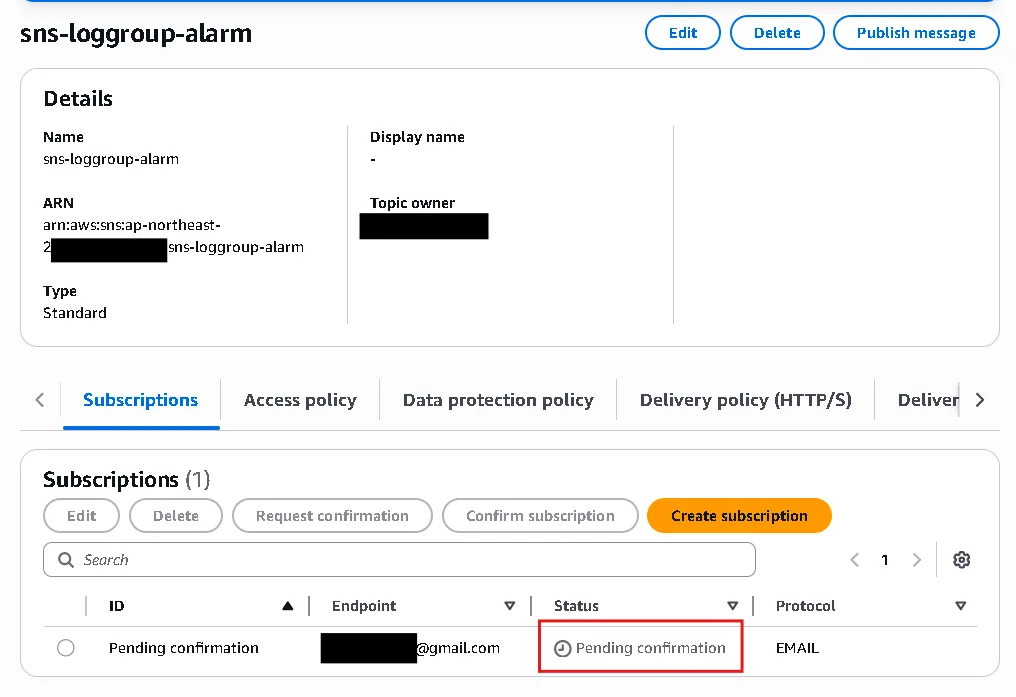 sns-loggroup-alarm
Edit
Delete
Publish message
Details
Name
sns-loggroup-alarm
Display name
-
ARN
arn:aws:sns:ap-northeast-
2
sns-loggroup-alarm
Topic owner
Type
Standard
Subscriptions
Access policy
Data protection policy
Delivery policy (HTTP/S)
Deliver
Subscriptions (1)
Edit
Delete
Request confirmation
Confirm subscription
Create subscription
Search
1
ID
Endpoint
Status
Protocol
Pending confirmation
@gmail.com
Pending confirmation
EMAIL